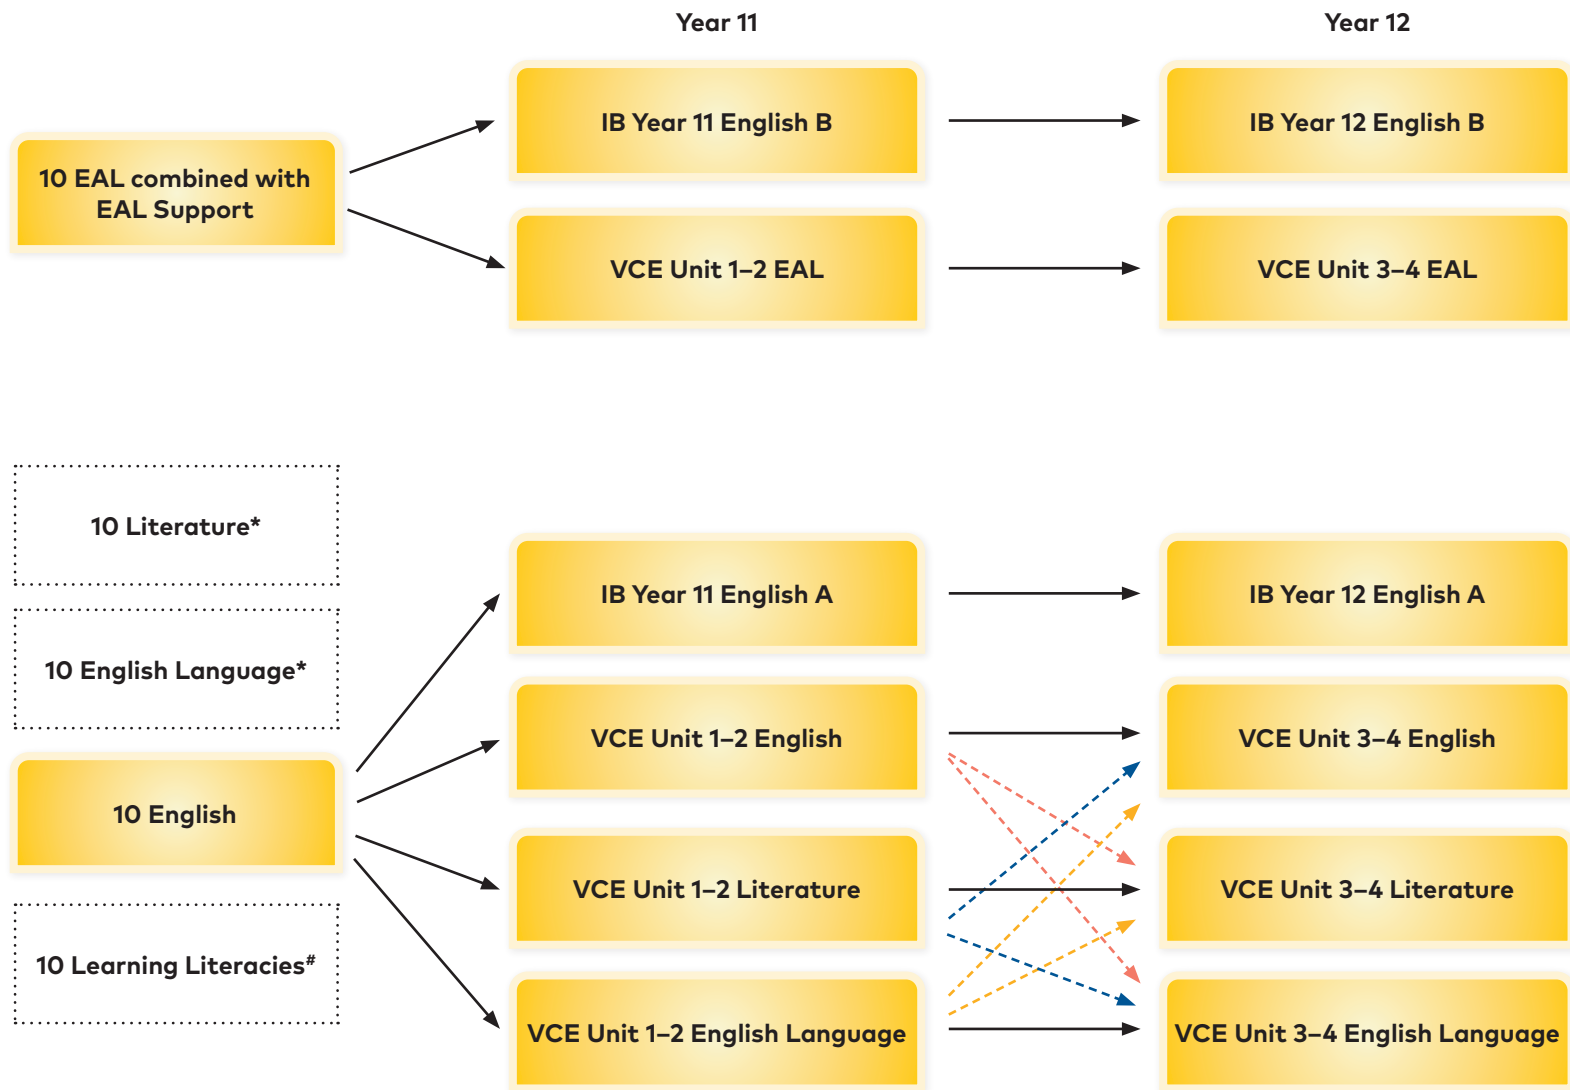 Year 11
Year 12
10 EAL combined with
EAL Support
IB Year 11 English B
IB Year 12 English B
VCE Unit 1–2 EAL
VCE Unit 3–4 EAL
10 Literature*
10 English Language*
10 English
10 Learning Literacies#
IB Year 11 English A
IB Year 12 English A
VCE Unit 1–2 English
VCE Unit 3–4 English
VCE Unit 1–2 Literature
VCE Unit 3–4 Literature
VCE Unit 1–2 English Language
VCE Unit 3–4 English Language